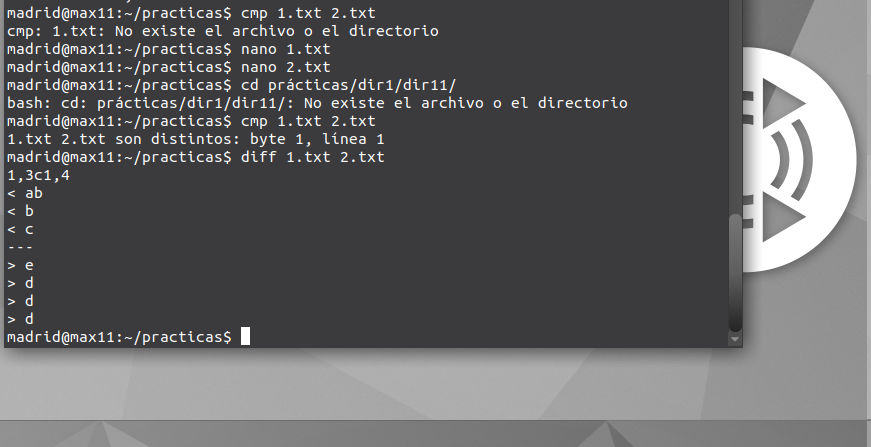 madrid@max11:~/practicas$ cmp 1.txt 2.txt
cmp: 1.txt: No existe el archivo o el directorio
madrid@max11:~/practicas$ nano 1.txt
madrid@max11:~/practicas$ nano 2.txt
madrid@max11:~/practicas$ cd prácticas/dir1/dir11/
bash: cd: prácticas/dir1/dir11/: No existe el archivo o el directorio
madrid@max11:~/practicas$ cmp 1.txt 2.txt
1.txt 2.txt son distintos: byte 1, línea 1
madrid@max11:~/practicas$ diff 1.txt 2.txt
1,3c1,4
< ab
< b
< c
---
> e
> d
> d
> d
madrid@max11:~/practicas$